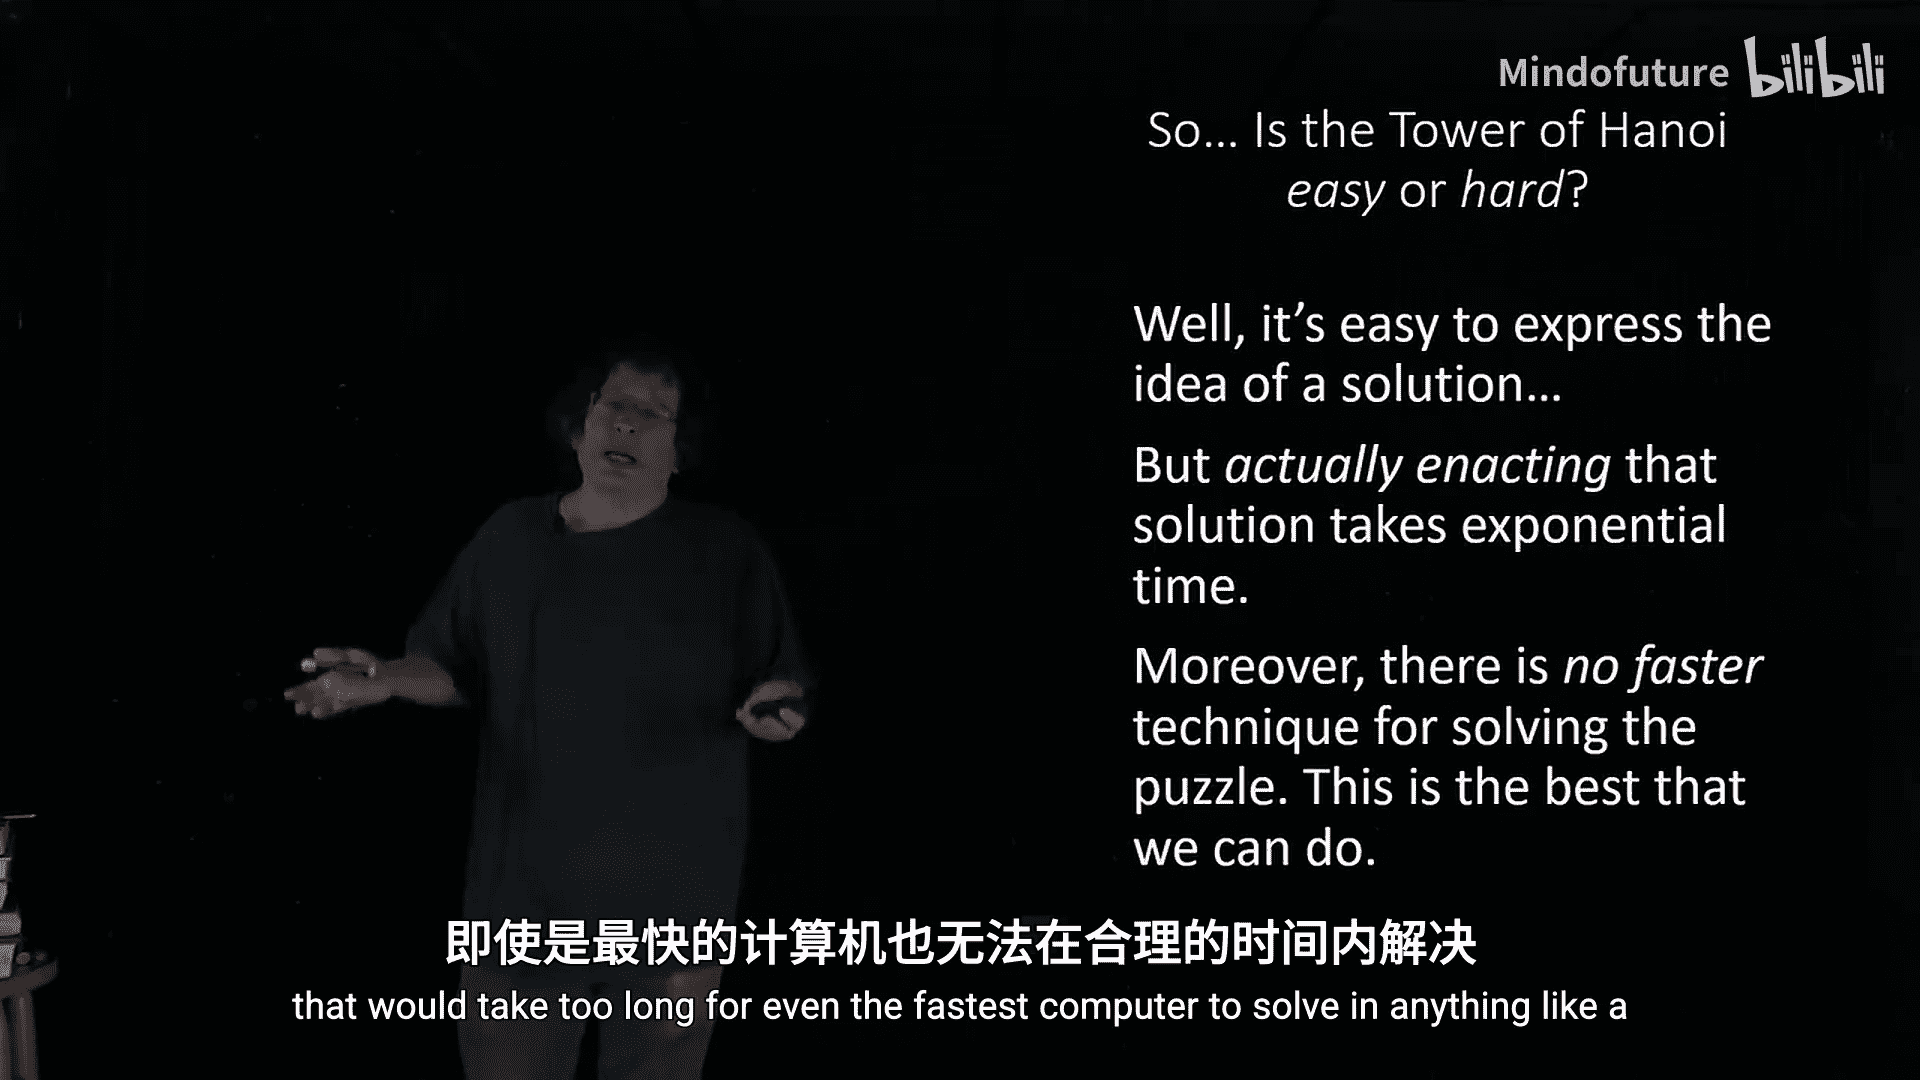 Mindofuture bilibili
So... Is the Tower of Hanoi
easy or hard?
Well, it's easy to express the
idea of a solution...
But actually enacting that
solution takes exponential
time.
Moreover, there is no faster
technique for solving the
puzzle. This is the best that
we can do.
即使是最快的计算机也无法在合理的时间内解决
that would take too long for even the fastest computer to solve in anything like a